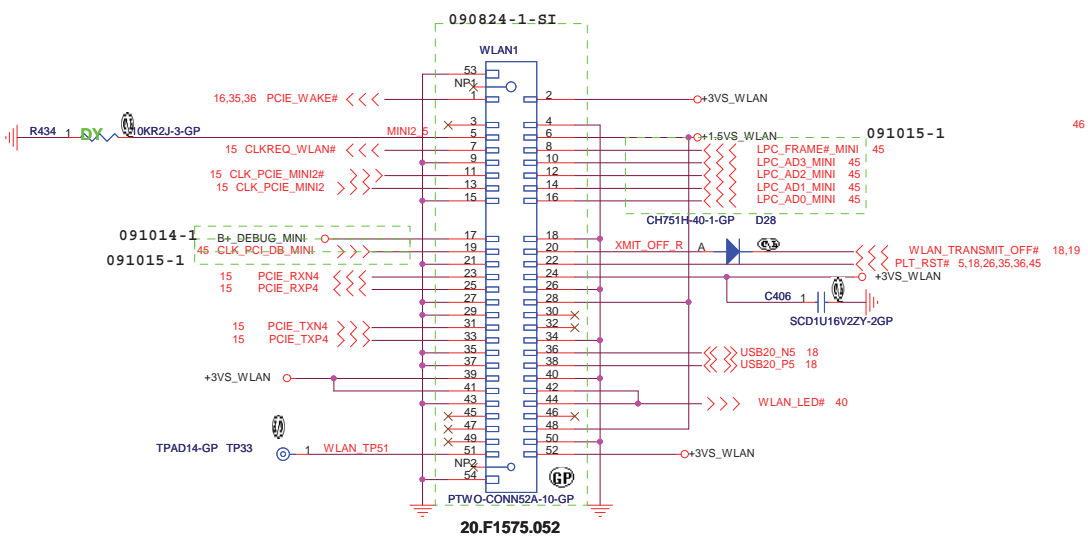 090824-1-SI
WLAN1
53
NP1
16,35,36 PCIE_WAKE# 1 2 +3VS_WLAN
46
R434 1 DY 10KR2J-3-GP MINI2_5
3 4
5 6 +1.5VS_WLAN 091015-1
15 CLKREQ_WLAN# 7 8 LPC_FRAME#_MINI 45
9 10 LPC_AD3_MINI 45
15 CLK_PCIE_MINI2# 11 12 LPC_AD2_MINI 45
15 CLK_PCIE_MINI2 13 14 LPC_AD1_MINI 45
15 16 LPC_AD0_MINI 45
CH751H-40-1-GP D28
091014-1 B+_DEBUG_MINI 17 18
45 CLK_PCI_DB_MINI 19 20 XMIT_OFF_R A WLAN_TRANSMIT_OFF# 18,19
091015-1 21 22 PLT_RST# 5,18,26,35,36,45
15 PCIE_RXN4 23 24 +3VS_WLAN
15 PCIE_RXP4 25 26
27 28 C406 1
29 30 SCD1U16V2ZY-2GP
15 PCIE_TXN4 31 32
15 PCIE_TXP4 33 34
35 36 USB20_N5 18
37 38 USB20_P5 18
+3VS_WLAN 39 40
41 42
43 44 WLAN_LED# 40
45 46
47 48
49 50
TPAD14-GP TP33 1 WLAN_TP51 51 52 +3VS_WLAN
NP2
54
GP
PTWO-CONN52A-10-GP
20.F1575.052